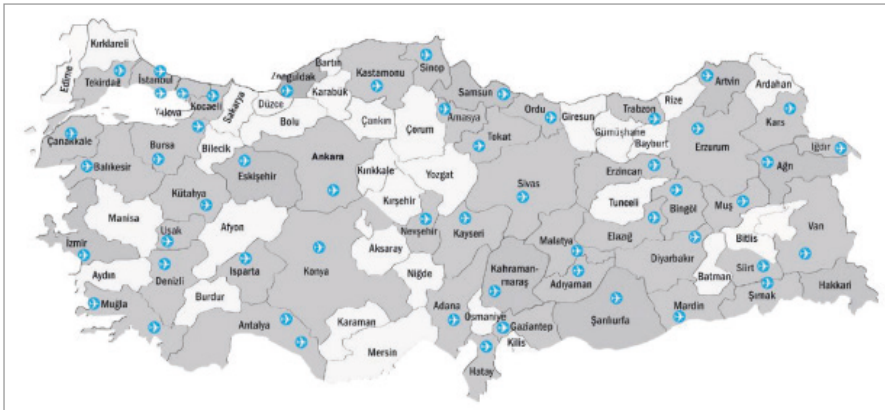 Kırklareli
Edirne
Tekirdağ
İstanbul
Yalova
Kocaeli
Sakarya
Düzce
Zonguldak
Bartın
Karabük
Kastamonu
Sinop
Samsun
Ordu
Giresun
Trabzon
Rize
Artvin
Ardahan
Çanakkale
Balıkesir
Bursa
Bilecik
Bolu
Çankırı
Çorum
Amasya
Tokat
Gümüşhane
Bayburt
Erzurum
Kars
Iğdır
Kütahya
Eskişehir
Ankara
Kırıkkale
Yozgat
Sivas
Erzincan
Ağrı
Manisa
Uşak
Afyon
Kırşehir
Nevşehir
Kayseri
Malatya
Tunceli
Elazığ
Bingöl
Muş
Van
İzmir
Aydın
Denizli
Isparta
Konya
Aksaray
Niğde
Kahraman-
maraş
Adıyaman
Diyarbakır
Bitlis
Batman
Siirt
Muğla
Burdur
Antalya
Karaman
Mersin
Adana
Osmaniye
Gaziantep
Kilis
Hatay
Şanlıurfa
Mardin
Şırnak
Hakkari